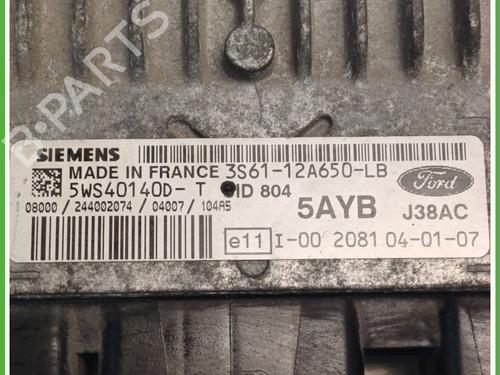 B-PARTS
SIEMENS
MADE IN FRANCE 3S61-12A650-LB
5WS40140D- T SID 804
Ford
08000 / 244002074 / 04007 / 104A5
5AYB J38AC
e11 I-00 2081 04-01-07